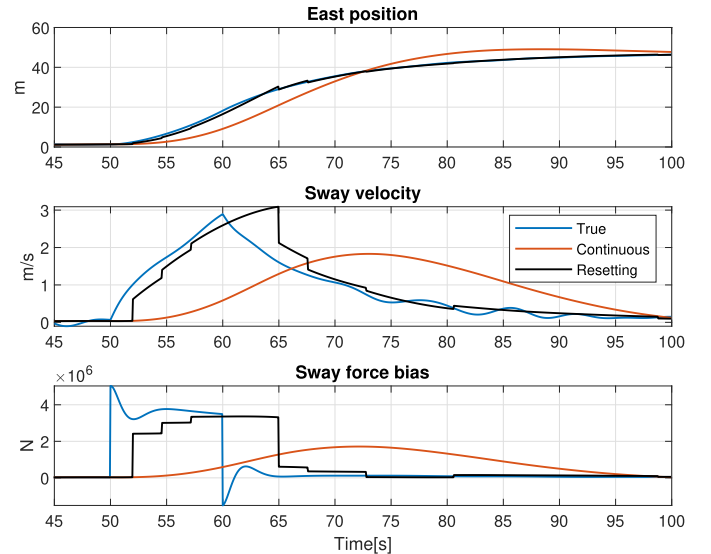 East position
60
40
20
0
m
45 50 55 60 65 70 75 80 85 90 95 100
Sway velocity
3
2
1
0
m/s
True
Continuous
Resetting
45 50 55 60 65 70 75 80 85 90 95 100
Sway force bias
×10⁶
4
2
0
N
45 50 55 60 65 70 75 80 85 90 95 100
Time[s]